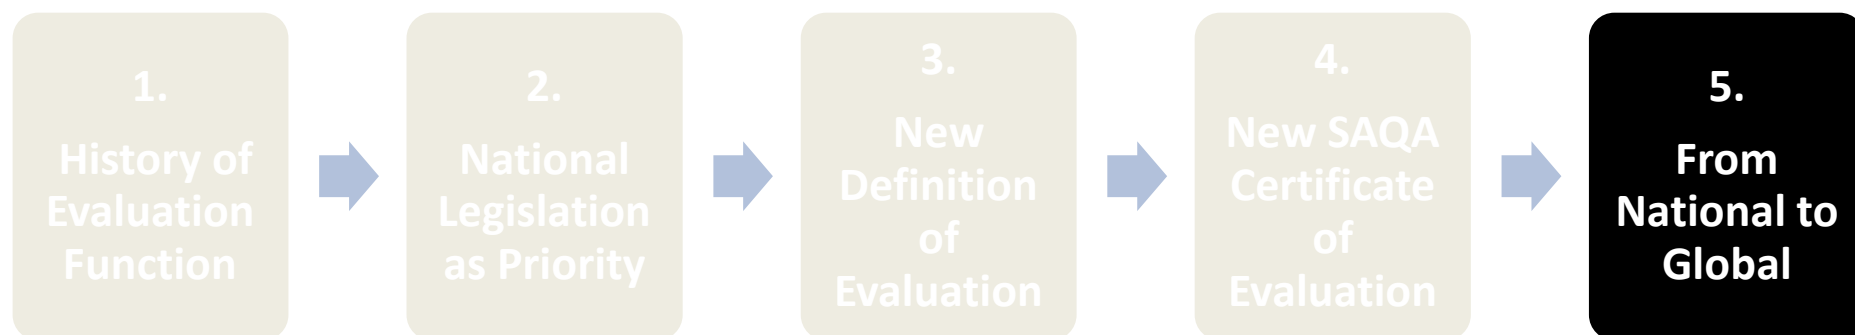 1.
History of
Evaluation
Function
2.
National
Legislation
as Priority
3.
New
Definition
of
Evaluation
4.
New SAQA
Certificate
of
Evaluation
5.
From
National to
Global